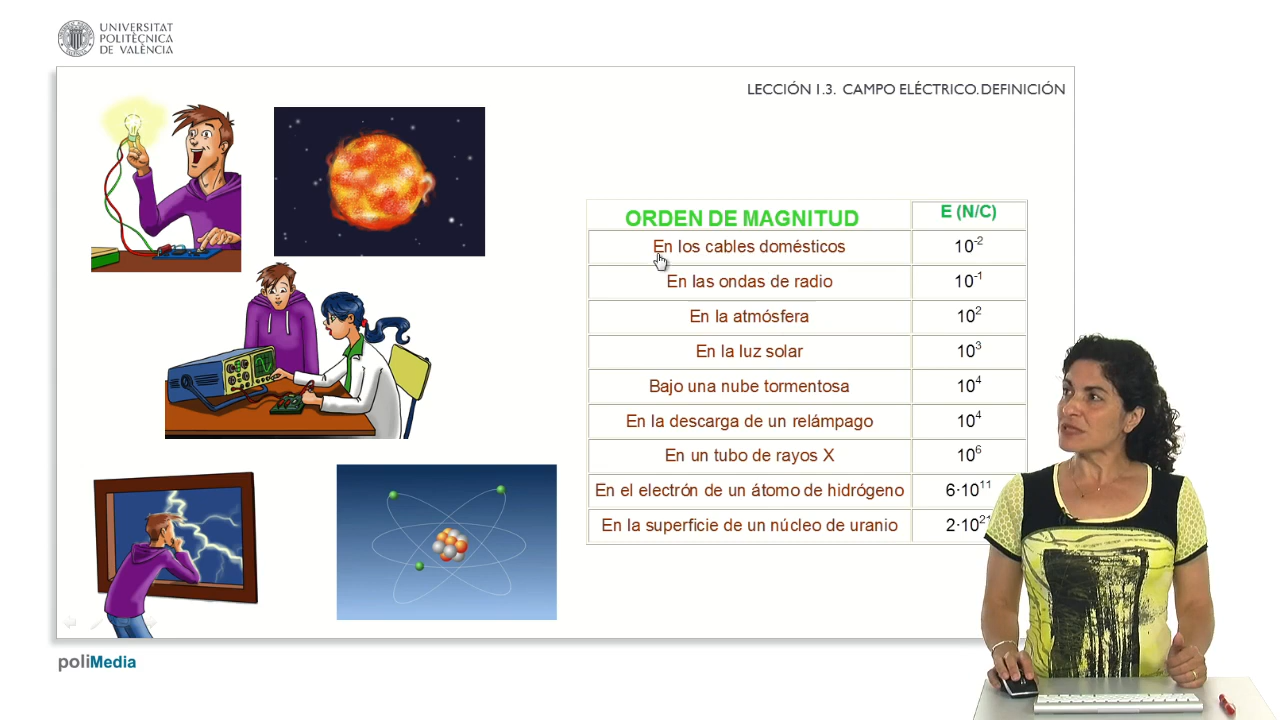 UNIVERSITAT
POLITÈCNICA
DE VALÈNCIA
LECCIÓN 1.3. CAMPO ELÉCTRICO. DEFINICIÓN
ORDEN DE MAGNITUD E (N/C)
En los cables domésticos 10⁻²
En las ondas de radio 10⁻¹
En la atmósfera 10²
En la luz solar 10³
Bajo una nube tormentosa 10⁴
En la descarga de un relámpago 10⁴
En un tubo de rayos X 10⁶
En el electrón de un átomo de hidrógeno 6·10¹¹
En la superficie de un núcleo de uranio 2·10²¹
poliMedia